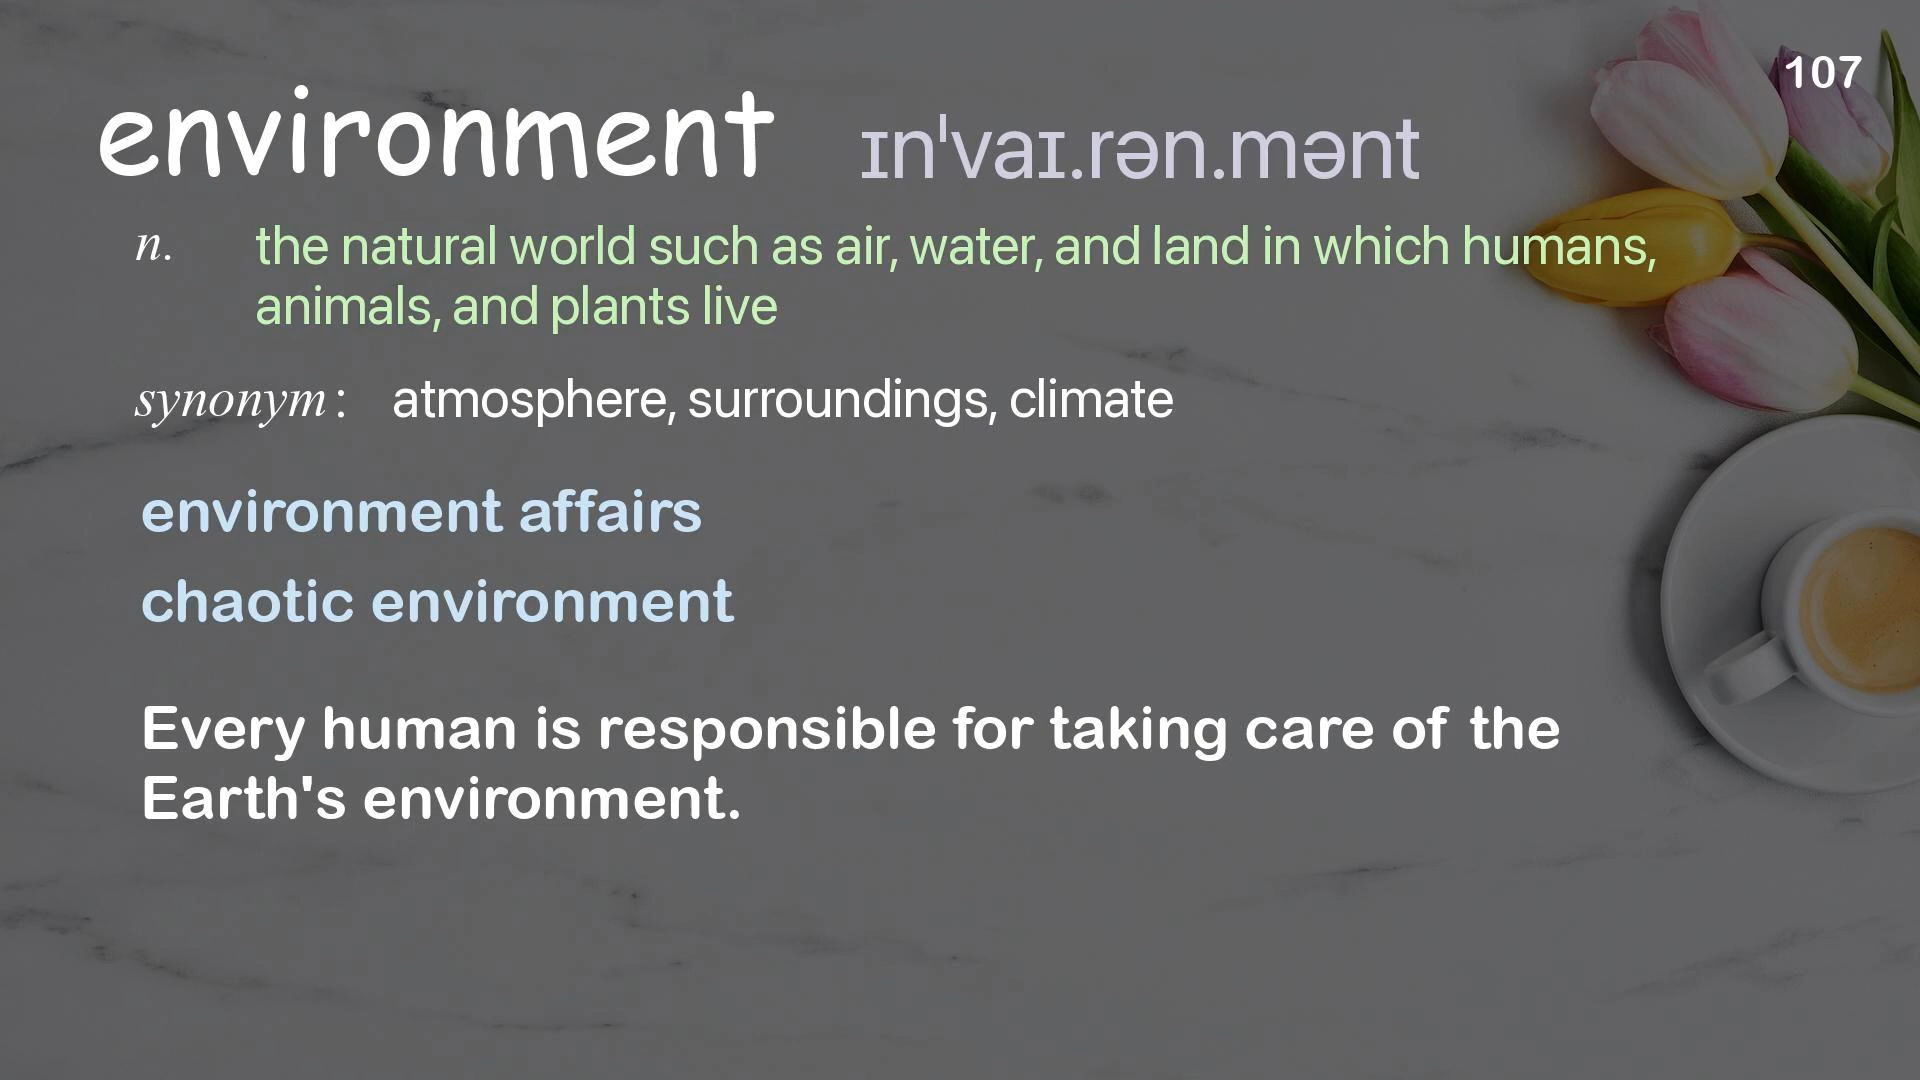 107
environment ɪnˈvaɪ.rən.mənt
n. the natural world such as air, water, and land in which humans,
animals, and plants live
synonym: atmosphere, surroundings, climate
environment affairs
chaotic environment
Every human is responsible for taking care of the
Earth's environment.